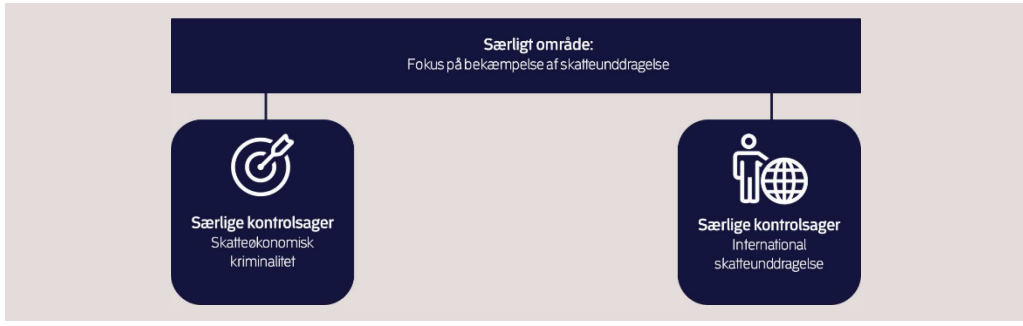 Særligt område:
Fokus på bekæmpelse af skatteunddragelse
Særlige kontrolsager
Skatteøkonomisk
kriminalitet
Særlige kontrolsager
International
skatteunddragelse